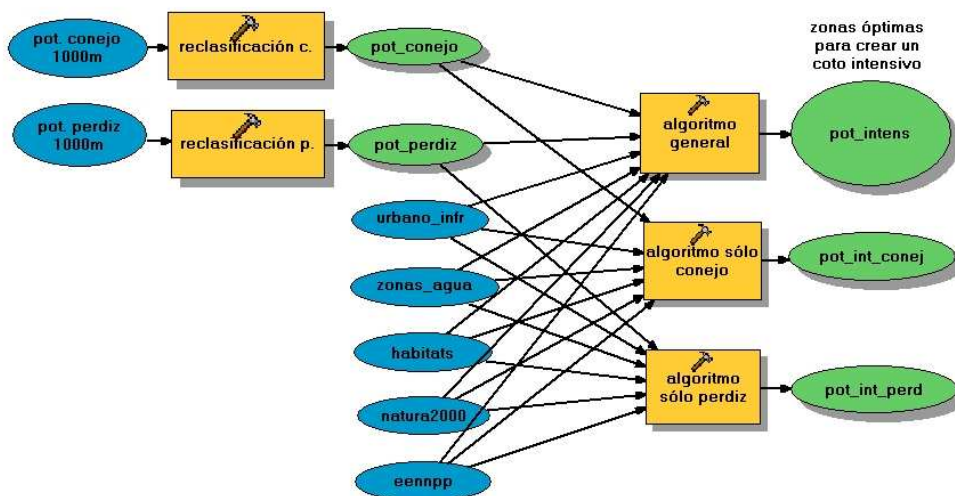 pot. conejo
1000m
reclasificación c.
pot_conejo
zonas óptimas
para crear un
coto intensivo
pot. perdiz
1000m
reclasificación p.
pot_perdiz
algoritmo
general
pot_intens
urbano_infr
zonas_agua
algoritmo sólo
conejo
pot_int_conej
habitats
natura2000
algoritmo
sólo perdiz
pot_int_perd
eennpp